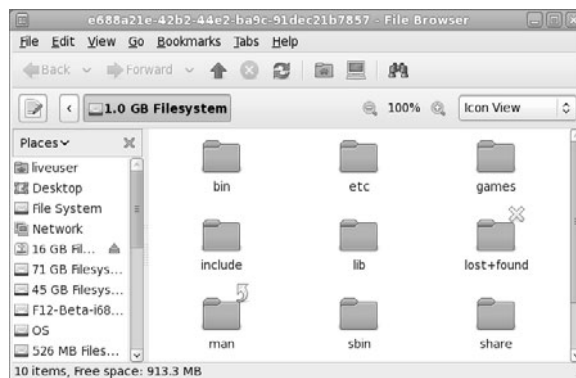 e688a21e-42b2-44e2-ba9c-91dec21b7857 - File Browser
File Edit View Go Bookmarks Tabs Help
Back Forward
1.0 GB Filesystem 100% Icon View
Places
liveuser
Desktop
File System
Network
16 GB Fil...
71 GB Filesys...
45 GB Filesys...
F12-Beta-i68...
OS
526 MB Files...
bin etc games
include lib lost+found
man sbin share
10 items, Free space: 913.3 MB